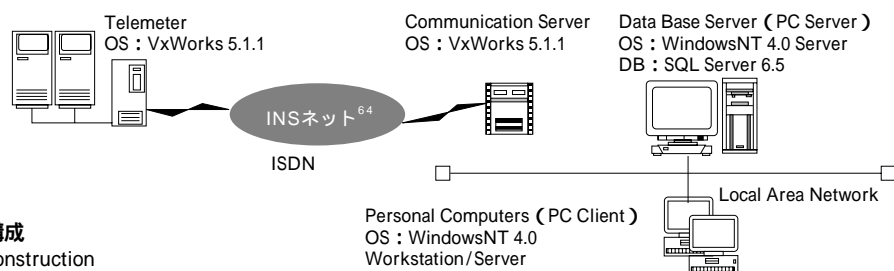 Telemeter
OS：VxWorks 5.1.1
Communication Server
OS：VxWorks 5.1.1
Data Base Server（PC Server）
OS：WindowsNT 4.0 Server
DB：SQL Server 6.5
INSネット64
ISDN
Local Area Network
Personal Computers（PC Client）
OS：WindowsNT 4.0
Workstation/Server
成
onstruction